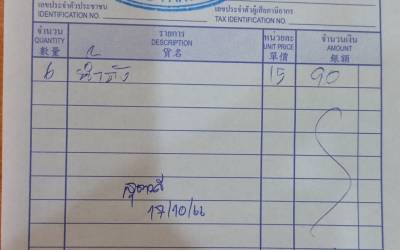 เลขประจำตัวประชาชน
IDENTIFICATION NO.
เลขประจำตัวผู้เสียภาษีอากร
TAX IDENTIFICATION NO.
จำนวน รายการ หน่วยละ จำนวนเงิน
QUANTITY DESCRIPTION UNIT PRICE AMOUNT
數量 貨名 單價 銀額
6 น้ำถัง 15 90
17/10/66